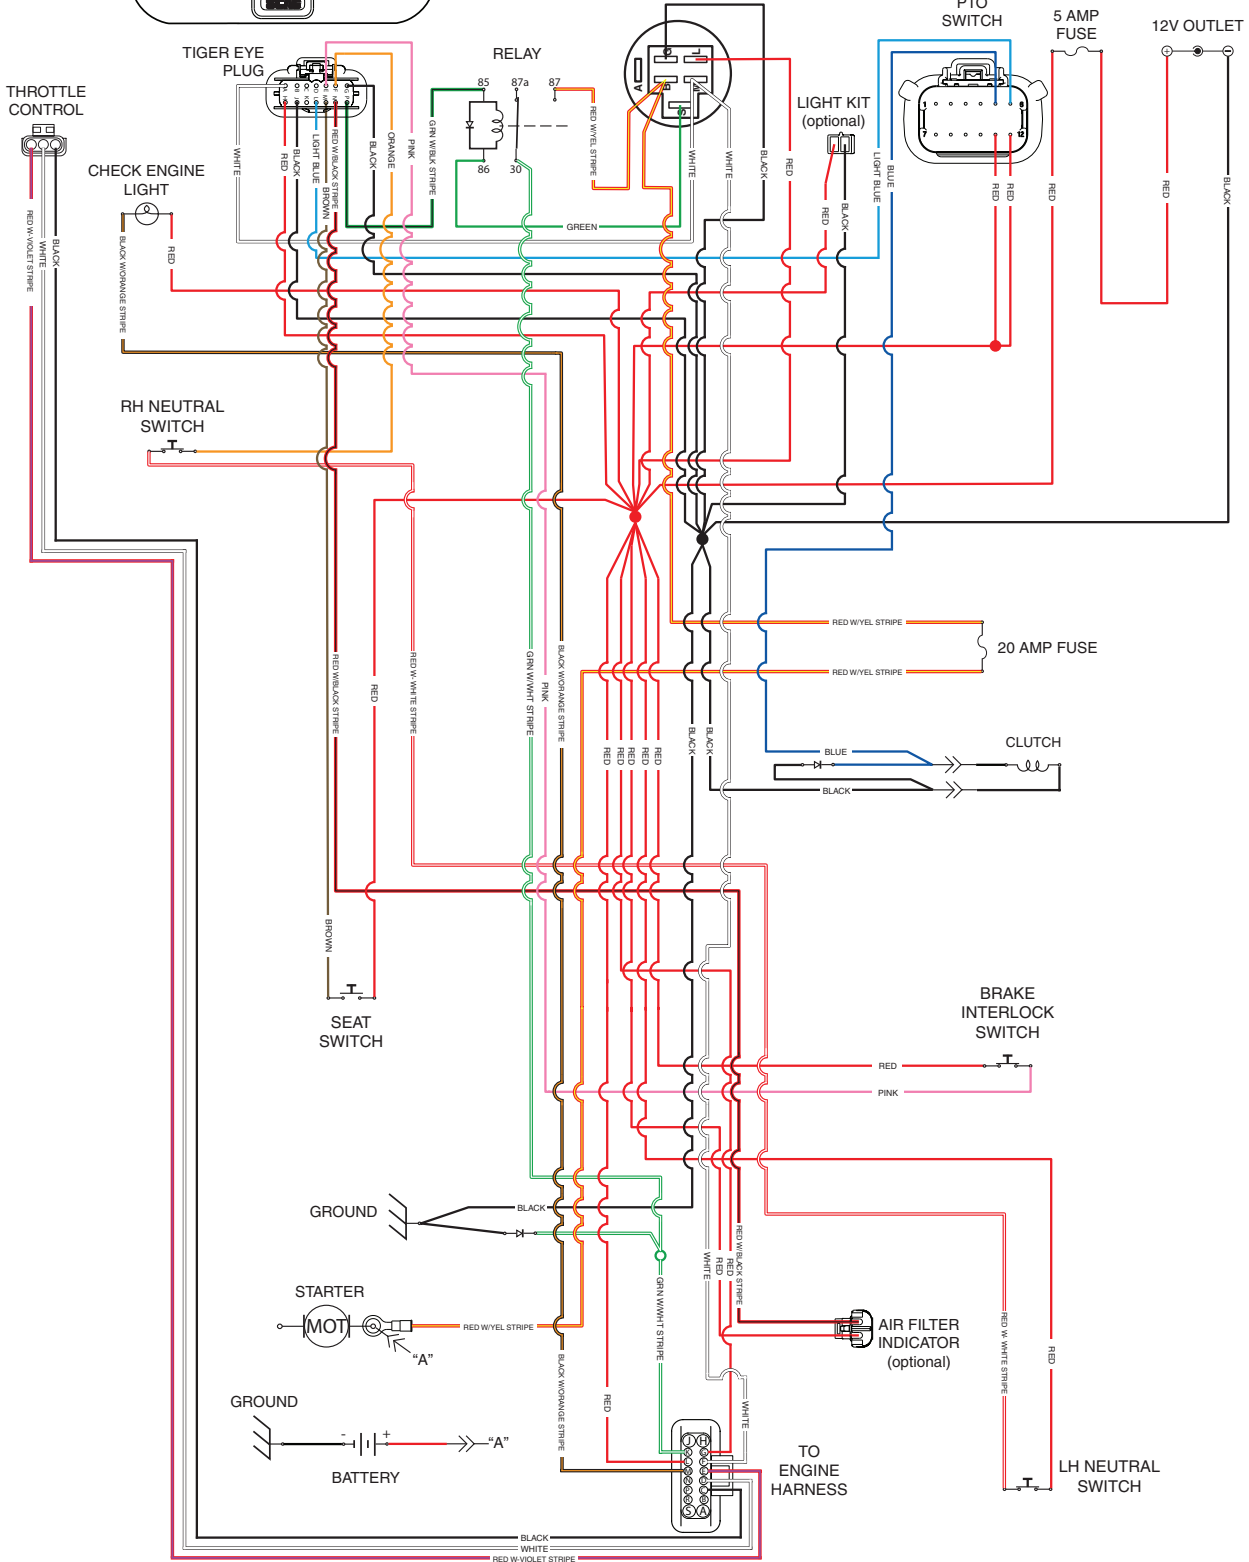 PTO
SWITCH
5 AMP
FUSE
12V OUTLET
TIGER EYE
PLUG
RELAY
85
87a
87
86
30
G
L
A
B
M
S
LIGHT KIT
(optional)
1
6
7
12
THROTTLE
CONTROL
CHECK ENGINE
LIGHT
WHITE
RED
BLACK
LIGHT BLUE
BROWN
RED W/BLACK STRIPE
BLACK
ORANGE
PINK
GRN W/BLK STRIPE
RED W/YEL STRIPE
GREEN
WHITE
WHITE
BLACK
RED
RED
BLACK
LIGHT BLUE
BLUE
RED
RED
RED
RED
BLACK
RED W-VIOLET STRIPE
WHITE
BLACK
BLACK W/ORANGE STRIPE
RED
RH NEUTRAL
SWITCH
RED W/YEL STRIPE
20 AMP FUSE
RED W/YEL STRIPE
RED W/BLACK STRIPE
RED
RED W- WHITE STRIPE
GRN W/WHT STRIPE
PINK
BLACK W/ORANGE STRIPE
RED
RED
RED
RED
RED
BLACK
BLACK
BLUE
CLUTCH
BLACK
BROWN
SEAT
SWITCH
BRAKE
INTERLOCK
SWITCH
RED
PINK
GROUND
BLACK
WHITE
RED
RED
RED W/BLACK STRIPE
GRN W/WHT STRIPE
STARTER
MOT
"A"
RED W/YEL STRIPE
AIR FILTER
INDICATOR
(optional)
RED W- WHITE STRIPE
RED
BLACK W/ORANGE STRIPE
RED
WHITE
GROUND
-
+
"A"
BATTERY
J H
K G
L F
M E
N D
P C
R B
S A
TO
ENGINE
HARNESS
LH NEUTRAL
SWITCH
BLACK
WHITE
RED W-VIOLET STRIPE